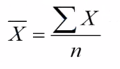 X̄ = ∑ X / n